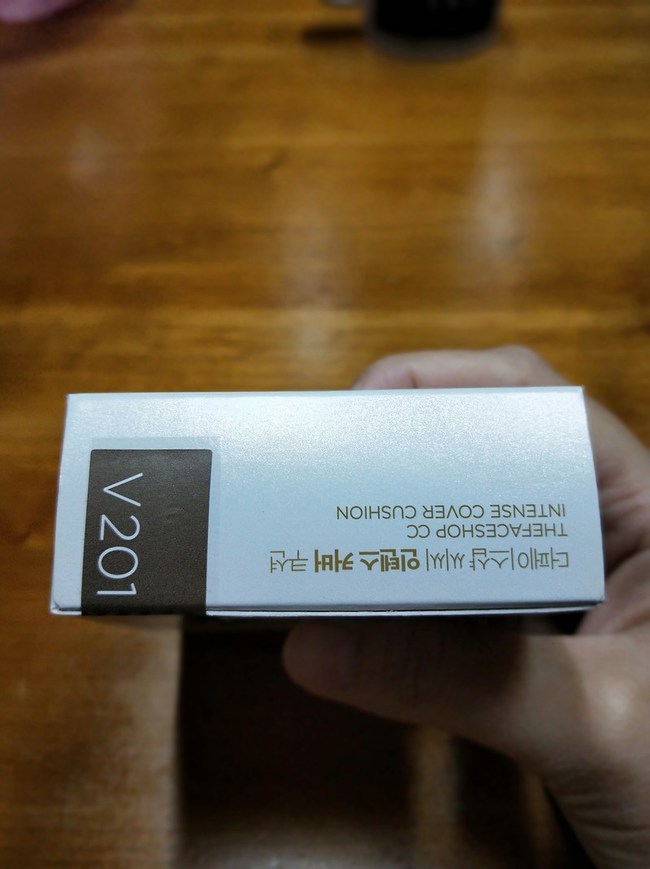 더페이스샵 씨씨 인텐스 커버 쿠션
THEFACESHOP CC
INTENSE COVER CUSHION
V201